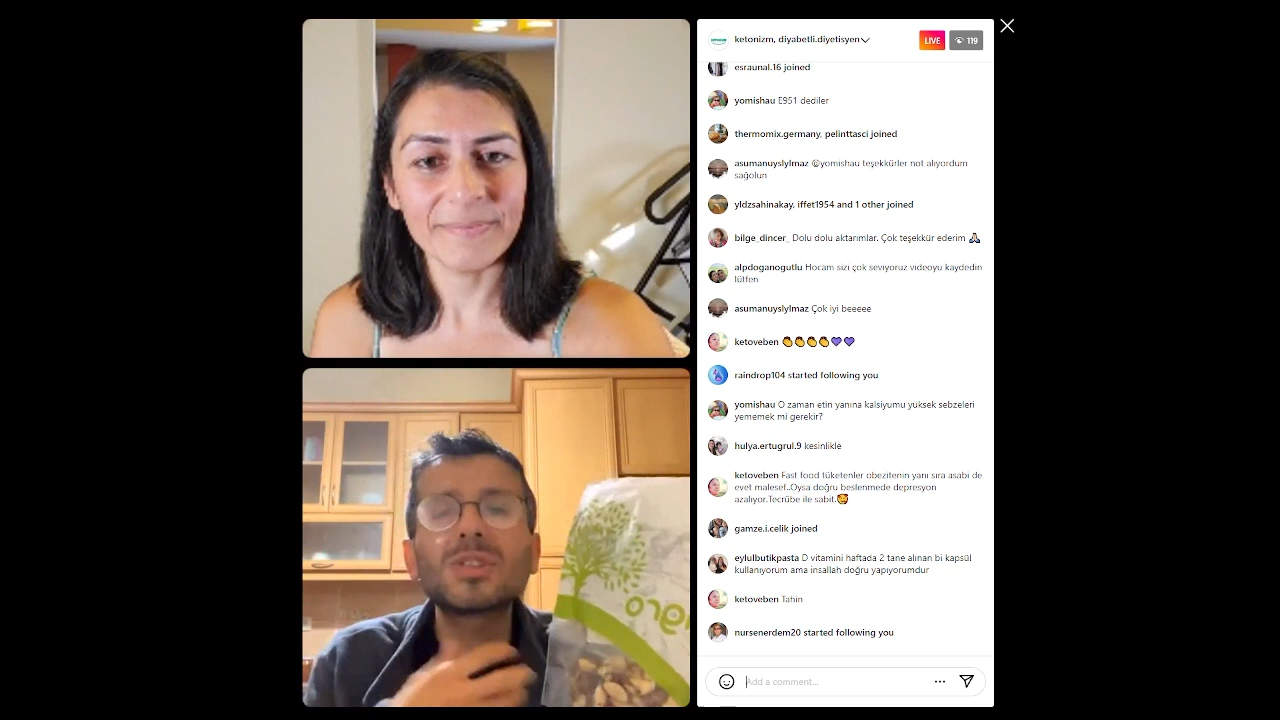 ketonizm, diyabetli.diyetisyen
LIVE
119
esraunal.16 joined
yomishau E951 dediler
thermomix.germany, pelinttasci joined
asumanuyslylmaz @yomishau teşekkürler not alıyordum
sağolun
yldzsahinakay, iffet1954 and 1 other joined
bilge_dincer_ Dolu dolu aktarımlar. Çok teşekkür ederim 🙏🏻
alpdoganogutlu Hocam sizi çok seviyoruz videoyu kaydedin
lütfen
asumanuyslylmaz Çok iyi beeeee
ketoveben 👏👏👏👏💜💜
raindrop104 started following you
yomishau O zaman etin yanına kalsiyumu yüksek sebzeleri
yememek mi gerekir?
hulya.ertugrul.9 kesinlikle
ketoveben Fast food tüketenler obezitenin yanı sıra asabi de
evet malesef..Oysa doğru beslenmede depresyon
azalıyor.Tecrübe ile sabit.🥰
gamze.i.celik joined
eylulbutikpasta D vitamini haftada 2 tane alınan bi kapsül
kullanıyorum ama insallah doğru yapıyorumdur
ketoveben Tahin
nursenerdem20 started following you
Add a comment...